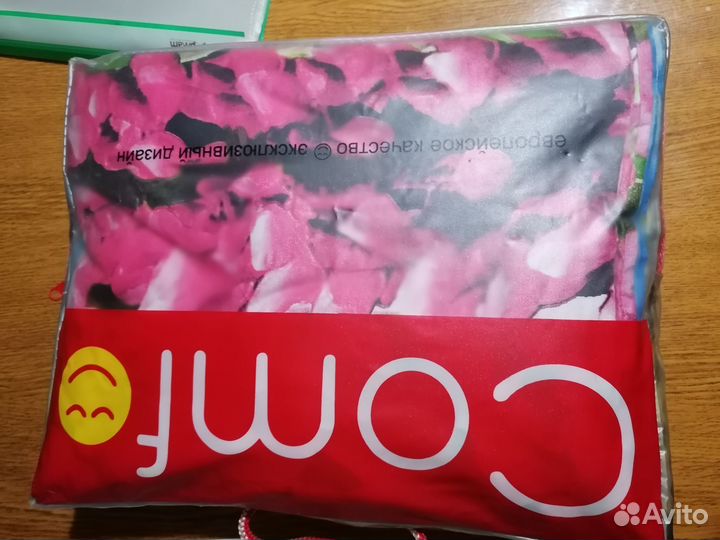 европейское качество эксклюзивный дизайн
Comf
Avito